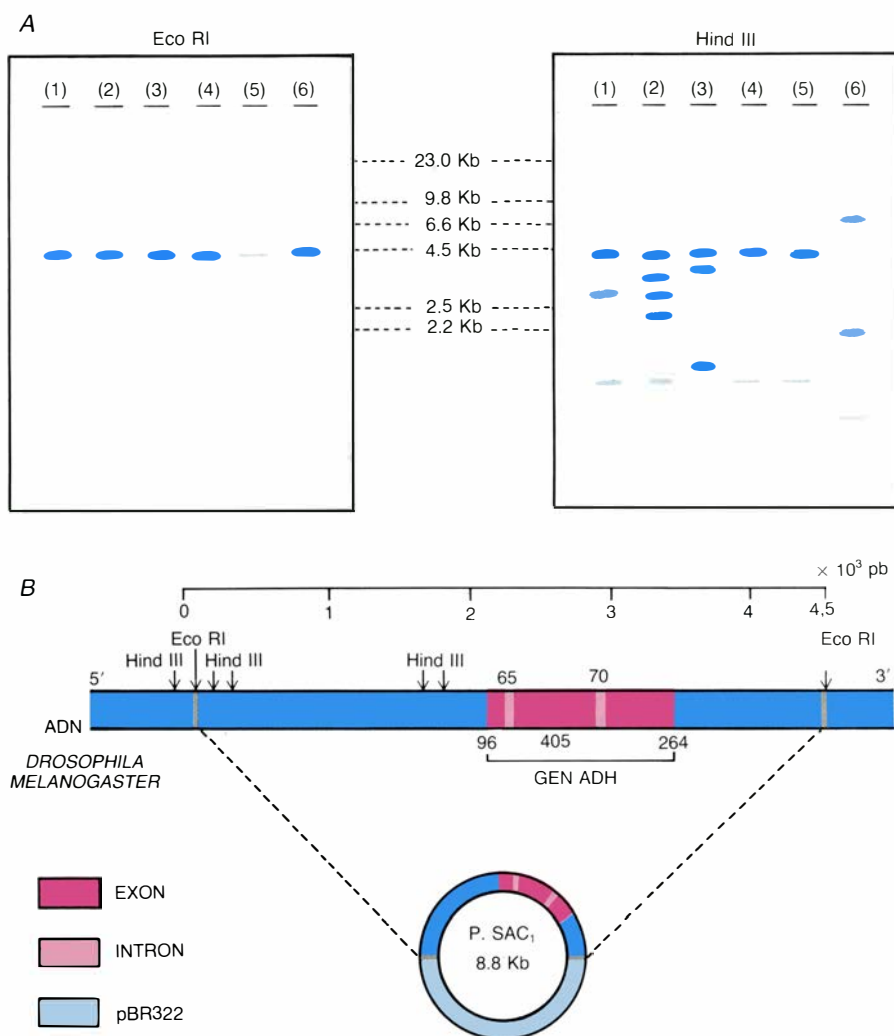 A
Eco RI
Hind III
(1) (2) (3) (4) (5) (6)
(1) (2) (3) (4) (5) (6)
23.0 Kb
9.8 Kb
6.6 Kb
4.5 Kb
2.5 Kb
2.2 Kb
B
× 10³ pb
0 1 2 3 4 4,5
Eco RI
Eco RI
Hind III Hind III Hind III
5′ 65 70 3′
ADN
96 405 264
DROSOPHILA
MELANOGASTER
GEN ADH
EXON
INTRON
pBR322
P. SAC₁
8.8 Kb